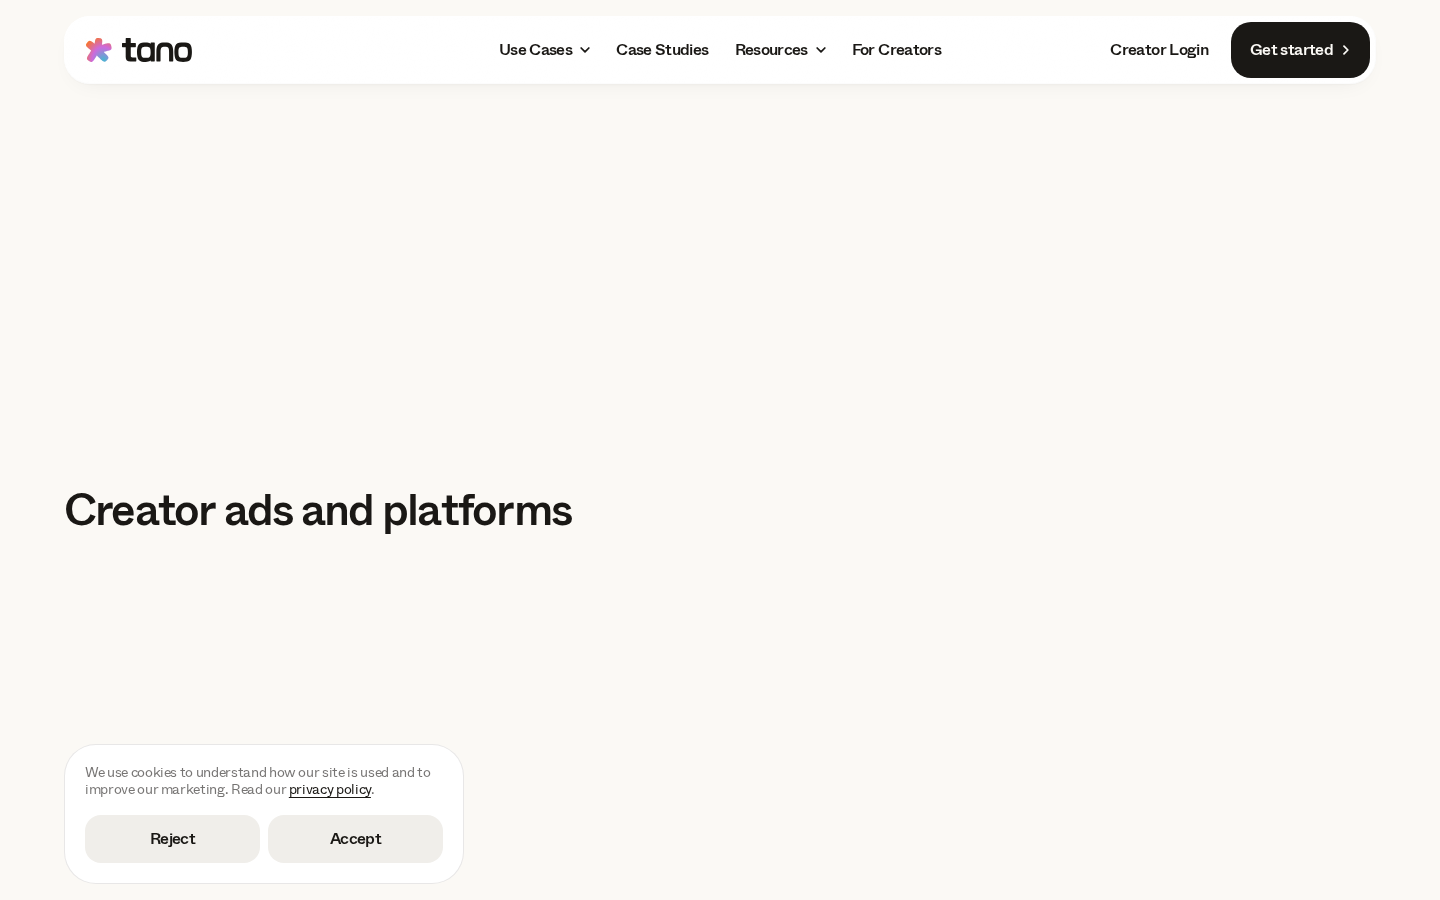 tano
Use Cases
Case Studies
Resources
For Creators
Creator Login
Get started
Creator ads and platforms
We use cookies to understand how our site is used and to
improve our marketing. Read our privacy policy.
Reject
Accept